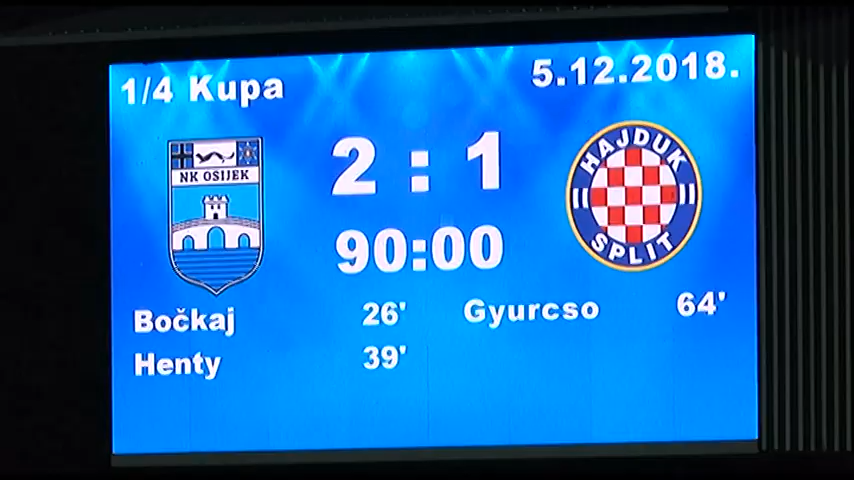 1/4 Kupa
5.12.2018.
NK OSIJEK
2 : 1
HAJDUK
SPLIT
90:00
Bočkaj 26'
Henty 39'
Gyurcso 64'